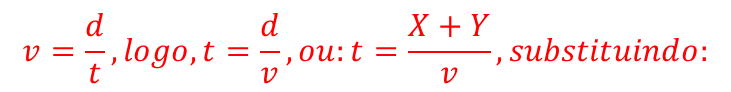 v = d/t, logo, t = d/v, ou: t = (X + Y)/v, substituindo: